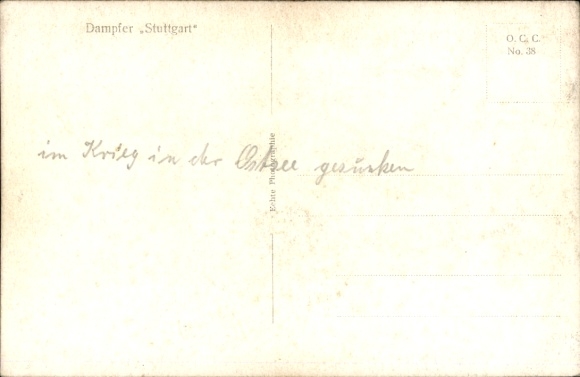 Dampfer „Stuttgart“
O. C. C.
No. 38
im Krieg in der Ostsee gesunken
Echte Photographie